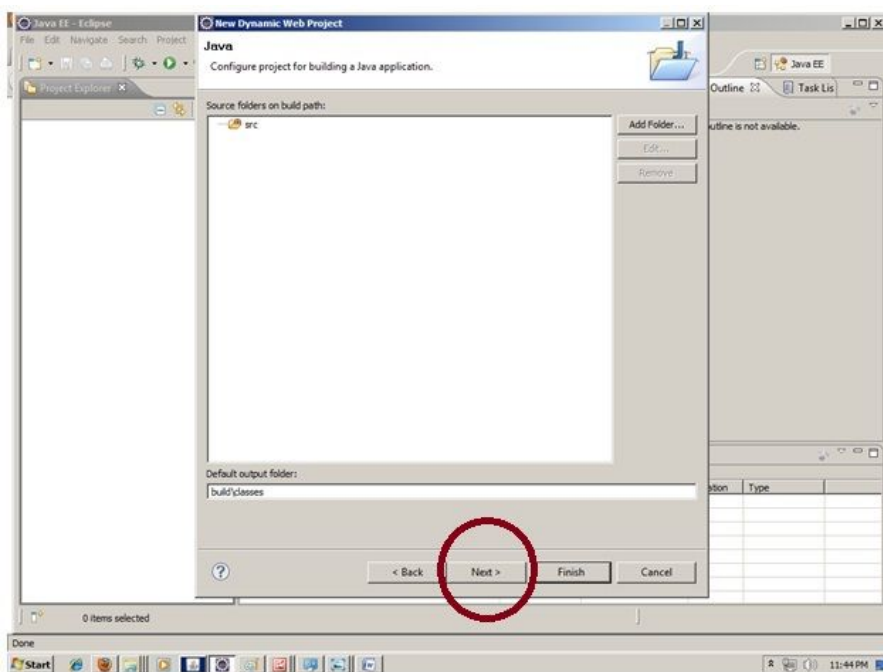 Java EE - Eclipse
File Edit Navigate Search Project
Java EE
Project Explorer
Outline
Task Lis
utline is not available.
New Dynamic Web Project
Java
Configure project for building a Java application.
Source folders on build path:
src
Add Folder...
Edit...
Remove
Default output folder:
build\classes
ation Type
< Back Next > Finish Cancel
0 items selected
Done
Start
11:44 PM